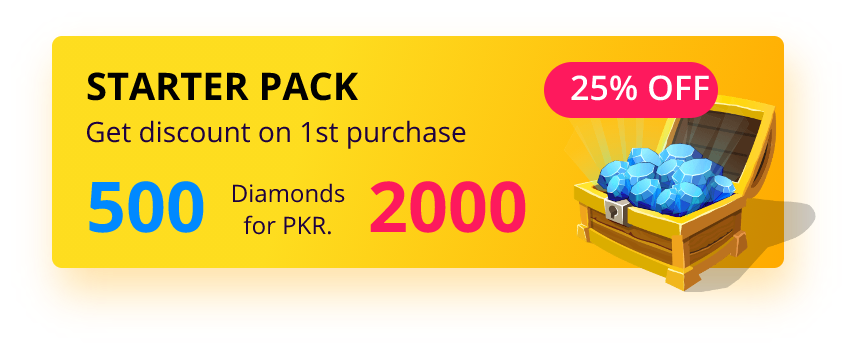 STARTER PACK
25% OFF
Get discount on 1st purchase
500 Diamonds 2000
for PKR.